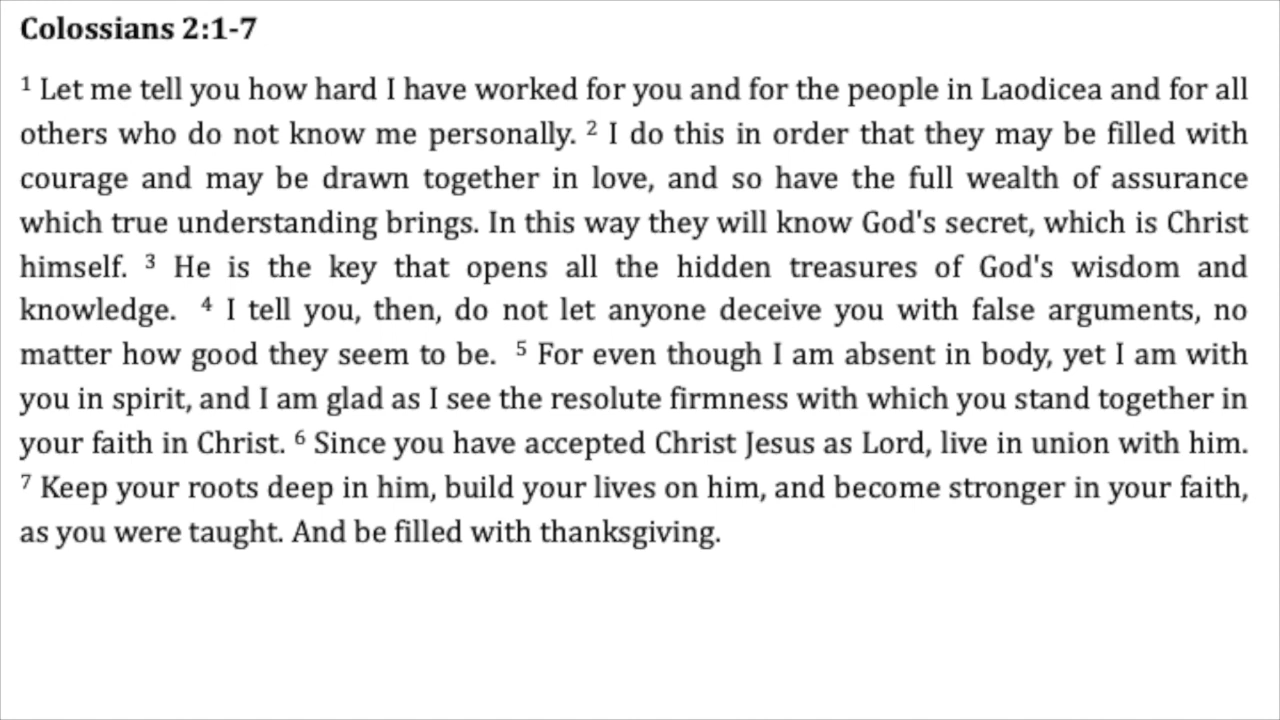 Colossians 2:1-7
1 Let me tell you how hard I have worked for you and for the people in Laodicea and for all
others who do not know me personally. 2 I do this in order that they may be filled with
courage and may be drawn together in love, and so have the full wealth of assurance
which true understanding brings. In this way they will know God's secret, which is Christ
himself. 3 He is the key that opens all the hidden treasures of God's wisdom and
knowledge. 4 I tell you, then, do not let anyone deceive you with false arguments, no
matter how good they seem to be. 5 For even though I am absent in body, yet I am with
you in spirit, and I am glad as I see the resolute firmness with which you stand together in
your faith in Christ. 6 Since you have accepted Christ Jesus as Lord, live in union with him.
7 Keep your roots deep in him, build your lives on him, and become stronger in your faith,
as you were taught. And be filled with thanksgiving.